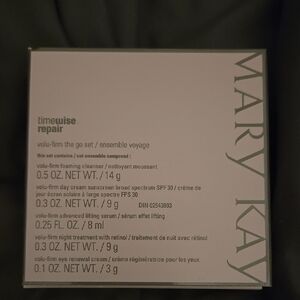 timewise
repair
volu-firm the go set / ensemble voyage
this set contains / cet ensemble comprend :
volu-firm foaming cleanser / nettoyant moussant
0.5 OZ. NET WT. / 14 g
volu-firm day cream sunscreen broad spectrum SPF 30 / crème de
jour écran solaire à large spectre FPS 30
0.3 OZ. NET WT. / 9 g DIN 02543893
volu-firm advanced lifting serum / sérum effet lifting
0.25 FL. OZ. / 8 ml
volu-firm night treatment with retinol / traitement de nuit avec rétinol
0.3 OZ. NET WT. / 9 g
volu-firm eye renewal cream / crème régénératrice pour les yeux
0.1 OZ. NET WT. / 3 g
MARY KAY